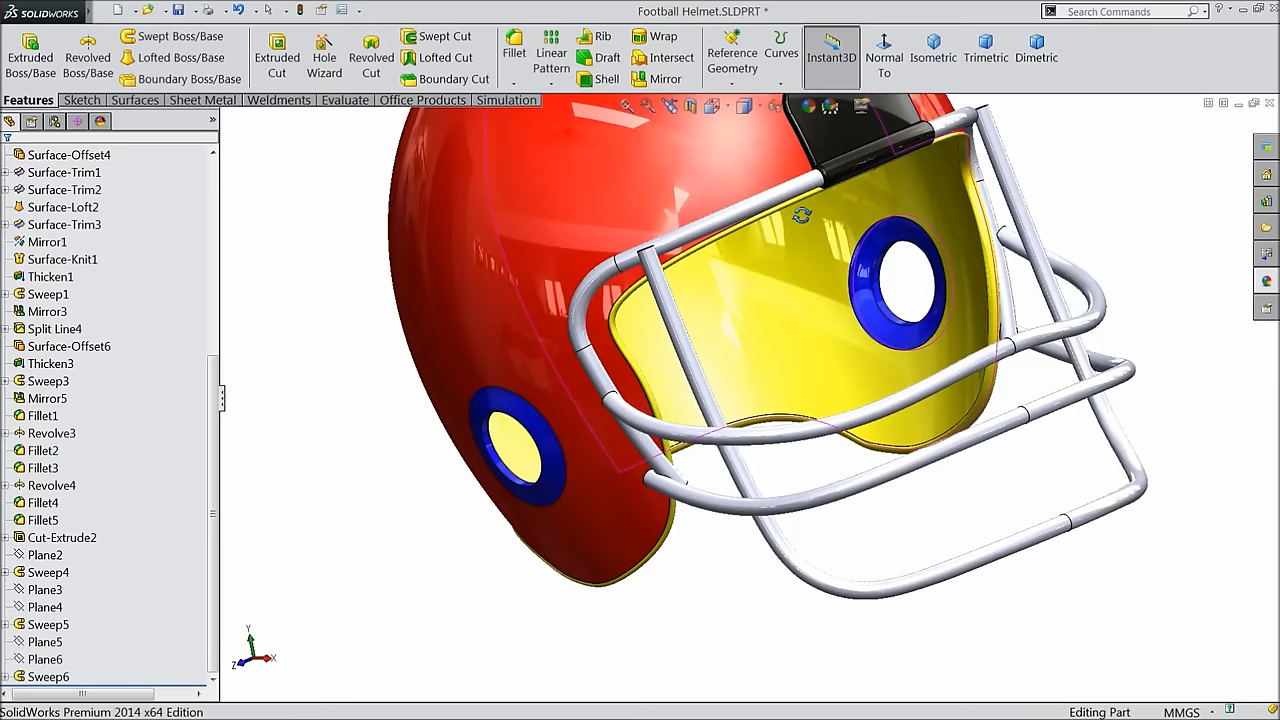 SOLIDWORKS
Football Helmet.SLDPRT *
Search Commands
Extruded Boss/Base
Revolved Boss/Base
Swept Boss/Base
Lofted Boss/Base
Boundary Boss/Base
Extruded Cut
Hole Wizard
Revolved Cut
Swept Cut
Lofted Cut
Boundary Cut
Fillet
Linear Pattern
Rib
Draft
Shell
Wrap
Intersect
Mirror
Reference Geometry
Curves
Instant3D
Normal To
Isometric
Trimetric
Dimetric
Features
Sketch
Surfaces
Sheet Metal
Weldments
Evaluate
Office Products
Simulation
Surface-Offset4
Surface-Trim1
Surface-Trim2
Surface-Loft2
Surface-Trim3
Mirror1
Surface-Knit1
Thicken1
Sweep1
Mirror3
Split Line4
Surface-Offset6
Thicken3
Sweep3
Mirror5
Fillet1
Revolve3
Fillet2
Fillet3
Revolve4
Fillet4
Fillet5
Cut-Extrude2
Plane2
Sweep4
Plane3
Plane4
Sweep5
Plane5
Plane6
Sweep6
Y
Z
X
SolidWorks Premium 2014 x64 Edition
Editing Part
MMGS